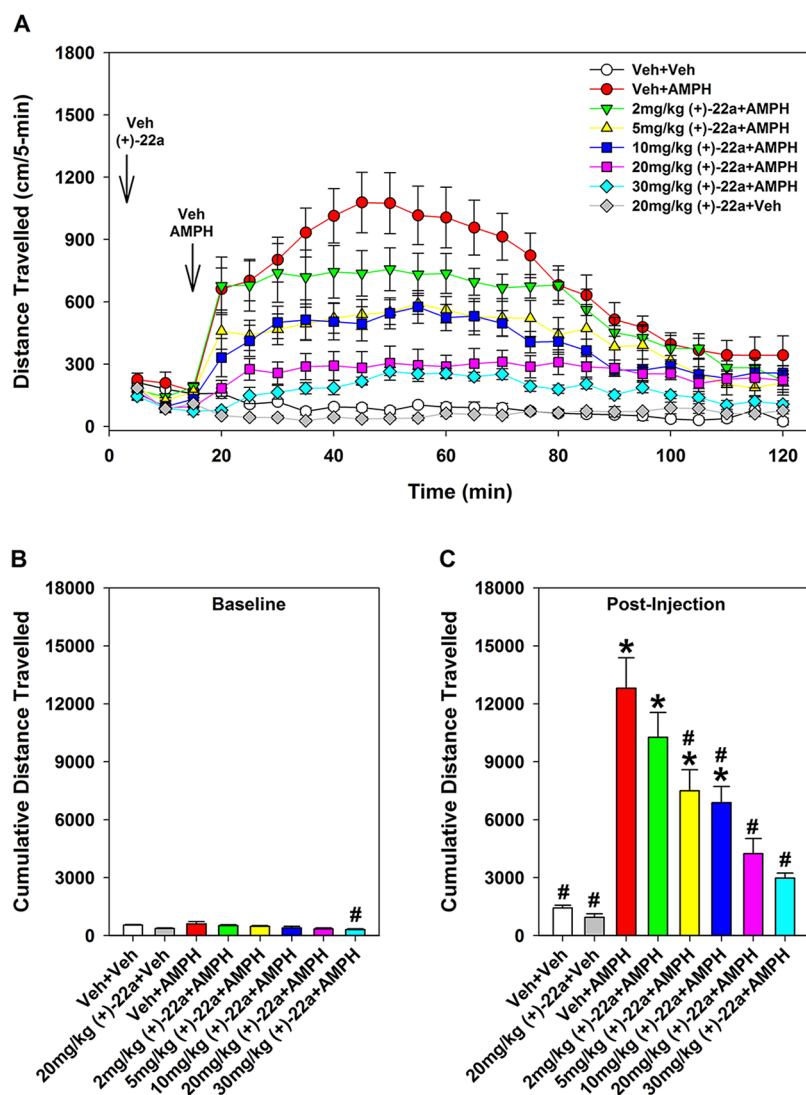 A
1800
1500
1200
900
600
300
0
Distance Travelled (cm/5-min)
Veh
(+)-22a
Veh
AMPH
Veh+Veh
Veh+AMPH
2mg/kg (+)-22a+AMPH
5mg/kg (+)-22a+AMPH
10mg/kg (+)-22a+AMPH
20mg/kg (+)-22a+AMPH
30mg/kg (+)-22a+AMPH
20mg/kg (+)-22a+Veh
0 20 40 60 80 100 120
Time (min)
B
Baseline
18000
15000
12000
9000
6000
3000
0
Cumulative Distance Travelled
#
Veh+Veh
20mg/kg (+)-22a+Veh
Veh+AMPH
2mg/kg (+)-22a+AMPH
5mg/kg (+)-22a+AMPH
10mg/kg (+)-22a+AMPH
20mg/kg (+)-22a+AMPH
30mg/kg (+)-22a+AMPH
C
Post-Injection
18000
15000
12000
9000
6000
3000
0
Cumulative Distance Travelled
#
#
*
*
#
*
#
*
#
#
Veh+Veh
20mg/kg (+)-22a+Veh
Veh+AMPH
2mg/kg (+)-22a+AMPH
5mg/kg (+)-22a+AMPH
10mg/kg (+)-22a+AMPH
20mg/kg (+)-22a+AMPH
30mg/kg (+)-22a+AMPH